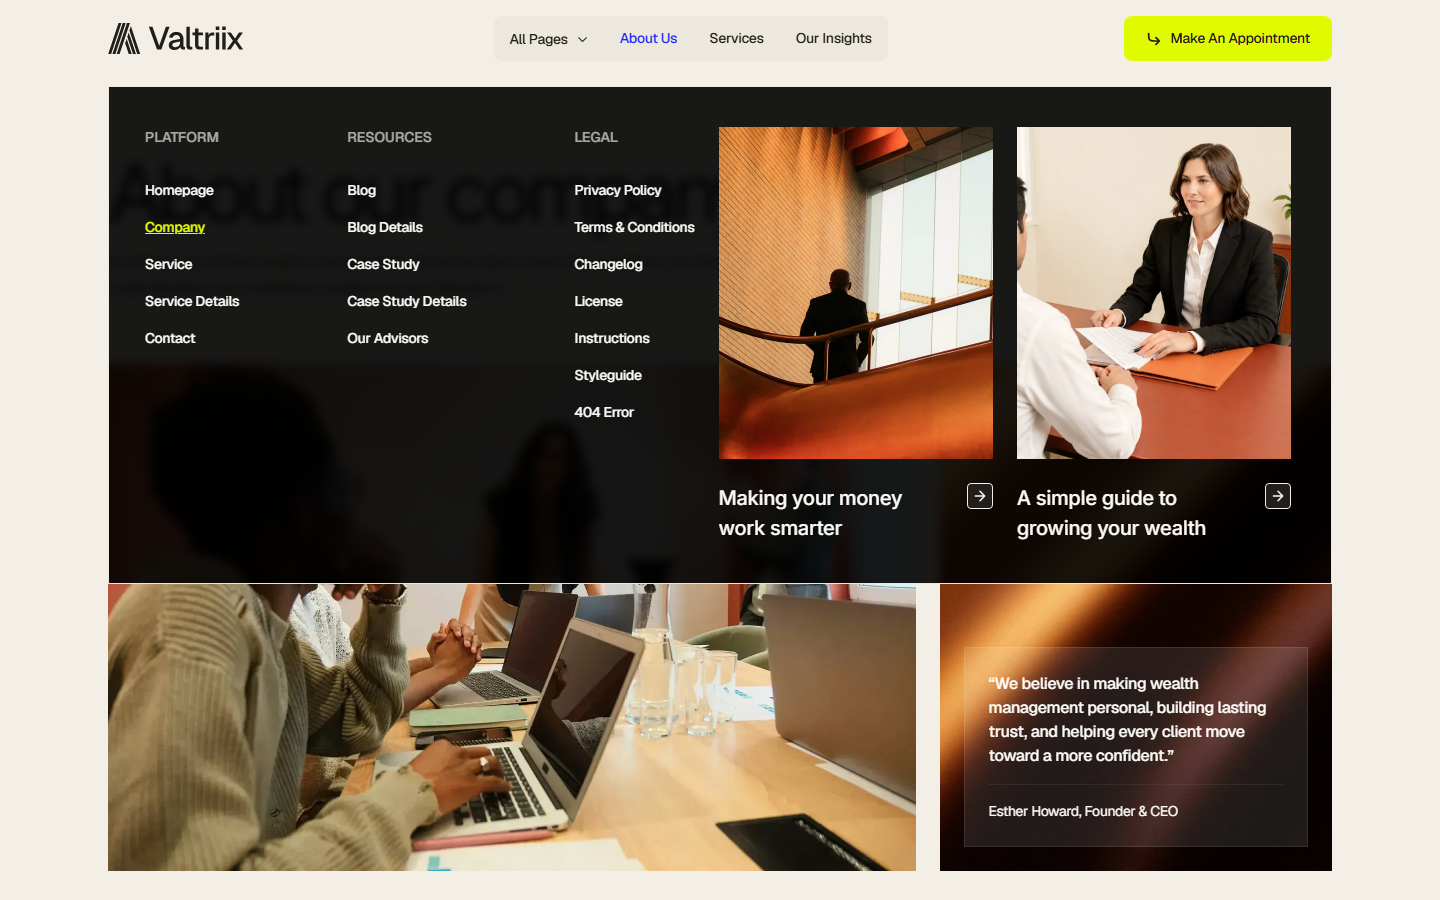 Valtriix
All Pages
About Us
Services
Our Insights
Make An Appointment
PLATFORM
Homepage
Company
Service
Service Details
Contact
RESOURCES
Blog
Blog Details
Case Study
Case Study Details
Our Advisors
LEGAL
Privacy Policy
Terms & Conditions
Changelog
License
Instructions
Styleguide
404 Error
About our compan
Making your money
work smarter
A simple guide to
growing your wealth
“We believe in making wealth
management personal, building lasting
trust, and helping every client move
toward a more confident.”
Esther Howard, Founder & CEO